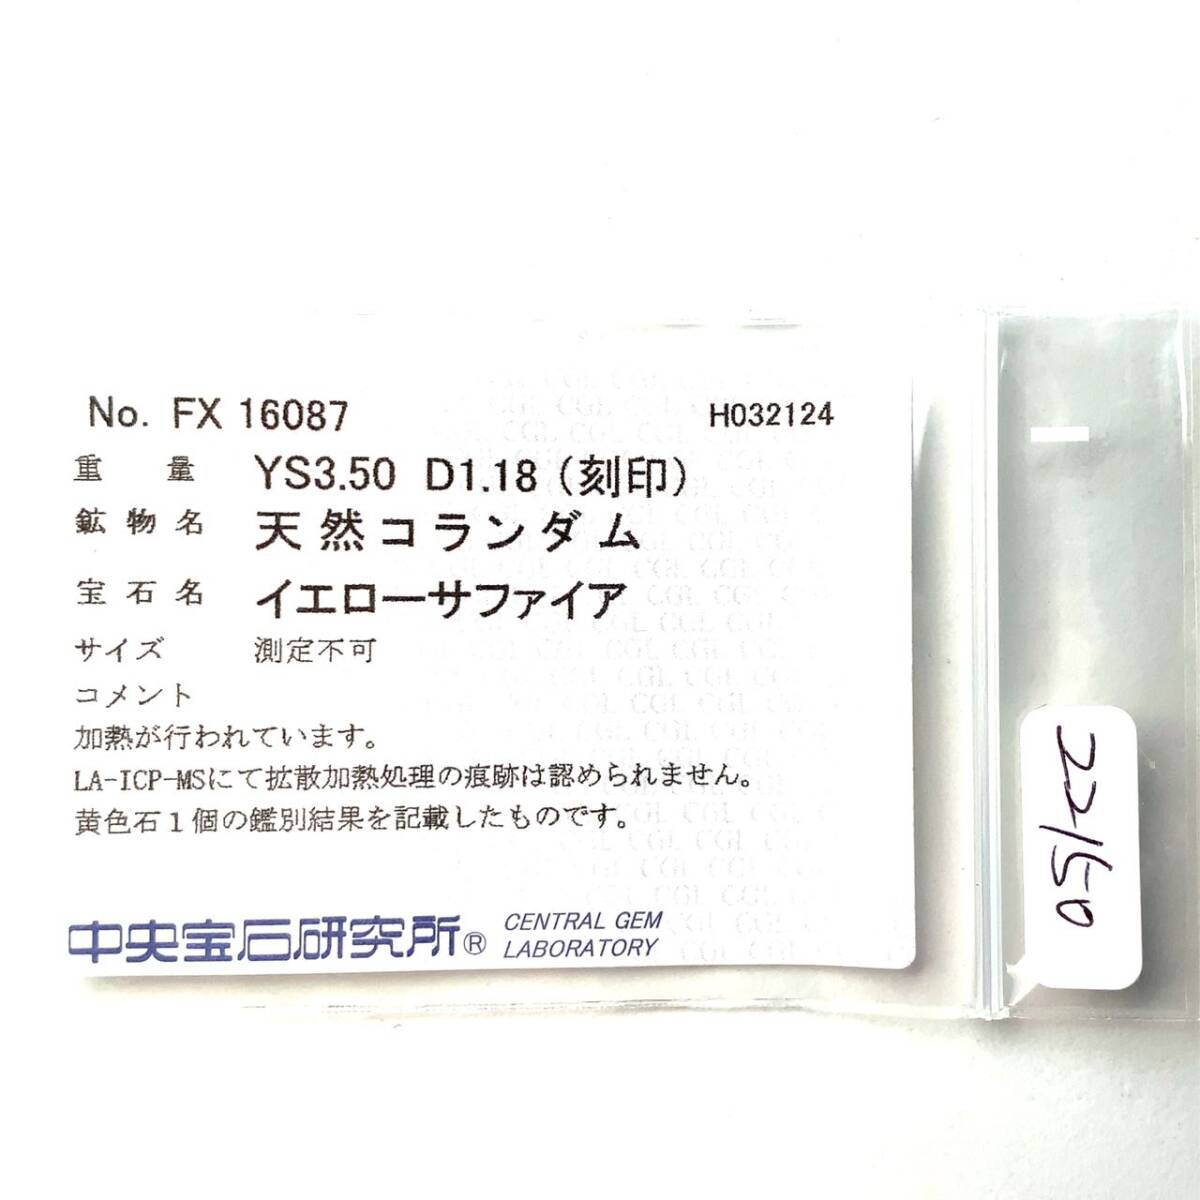 No. FX 16087 H032124
重量 YS3.50 D1.18 (刻印)
鉱物名 天然コランダム
宝石名 イエローサファイア
サイズ 測定不可
コメント
加熱が行われています。
LA-ICP-MSにて拡散加熱処理の痕跡は認められません。
黄色石1個の鑑別結果を記載したものです。
中央宝石研究所® CENTRAL GEM
LABORATORY